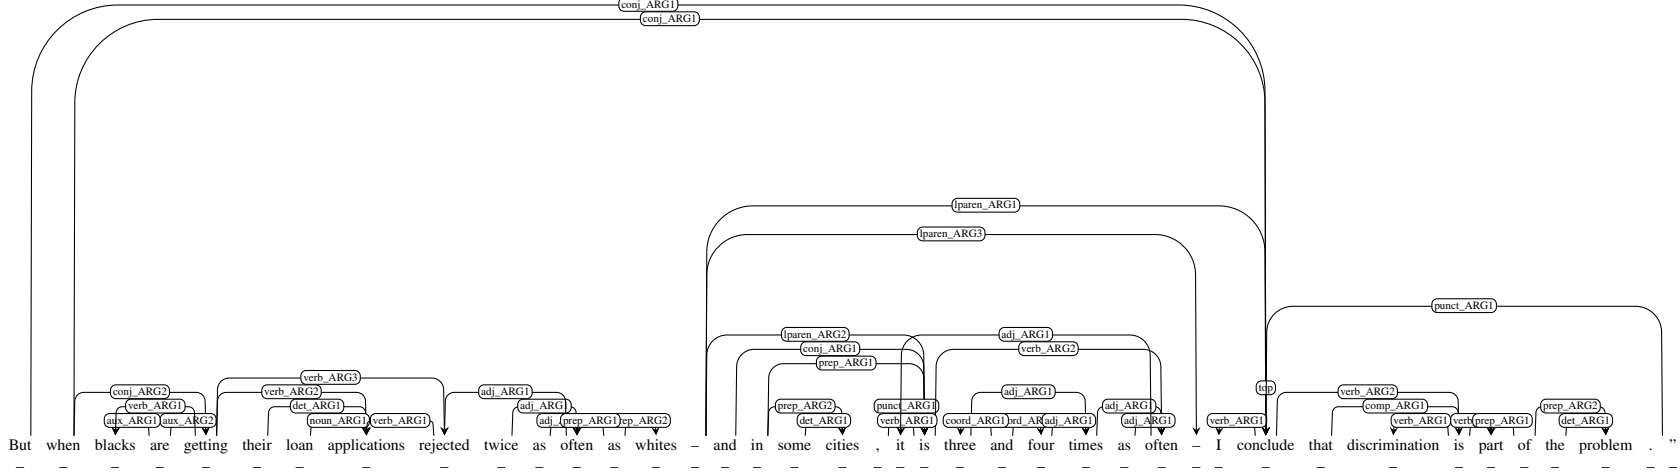 conj_ARG1
conj_ARG1
lparen_ARG1
lparen_ARG3
punct_ARG1
lparen_ARG2 adj_ARG1
conj_ARG1 verb_ARG2
prep_ARG1
verb_ARG3
top
conj_ARG2 verb_ARG2 adj_ARG1 adj_ARG1 verb_ARG2
verb_ARG1 det_ARG1 adj_ARG1 prep_ARG2 punct_ARG1 adj_ARG1 comp_ARG1 prep_ARG2
aux_ARG1 aux_ARG2 noun_ARG1 verb_ARG1 prep_ARG1 det_ARG1 verb_ARG1 coord_ARG1 adj_ARG1 adj_ARG1 verb_ARG1 verb_ARG1 prep_ARG1 det_ARG1
But when blacks are getting their loan applications rejected twice as often as whites – and in some cities , it is three and four times as often – I conclude that discrimination is part of the problem . ”